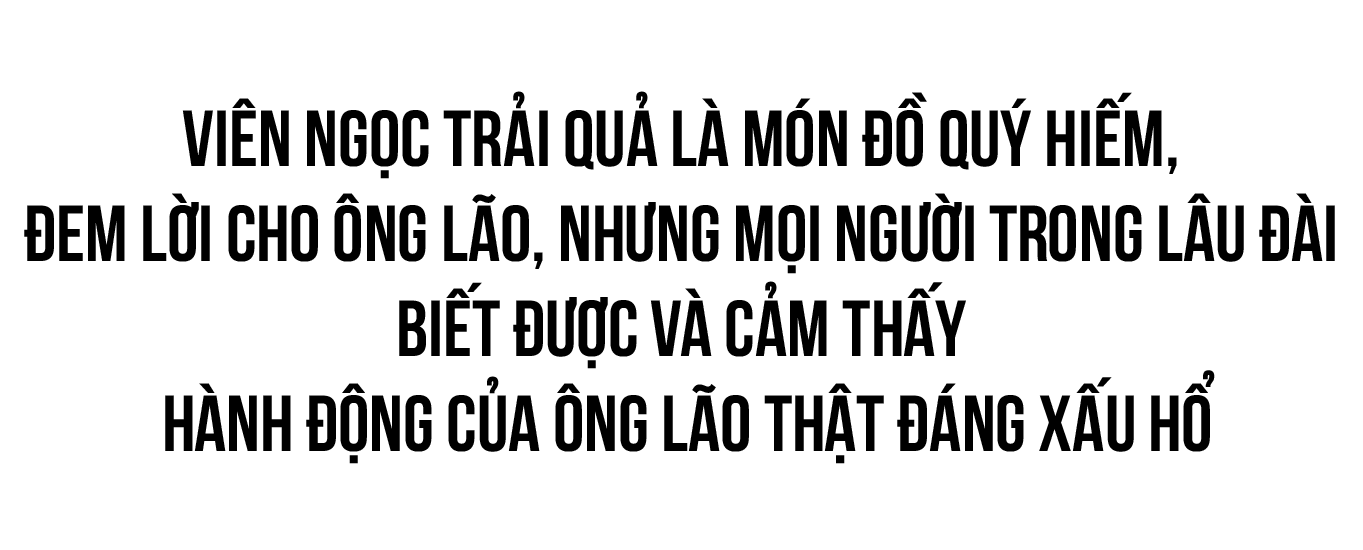 VIÊN NGỌC TRẢI QUẢ LÀ MÓN ĐỒ QUÝ HIẾM,
ĐEM LỜI CHO ÔNG LÃO, NHƯNG MỌI NGƯỜI TRONG LÂU ĐÀI
BIẾT ĐƯỢC VÀ CẢM THẤY
HÀNH ĐỘNG CỦA ÔNG LÃO THẬT ĐÁNG XẤU HỔ